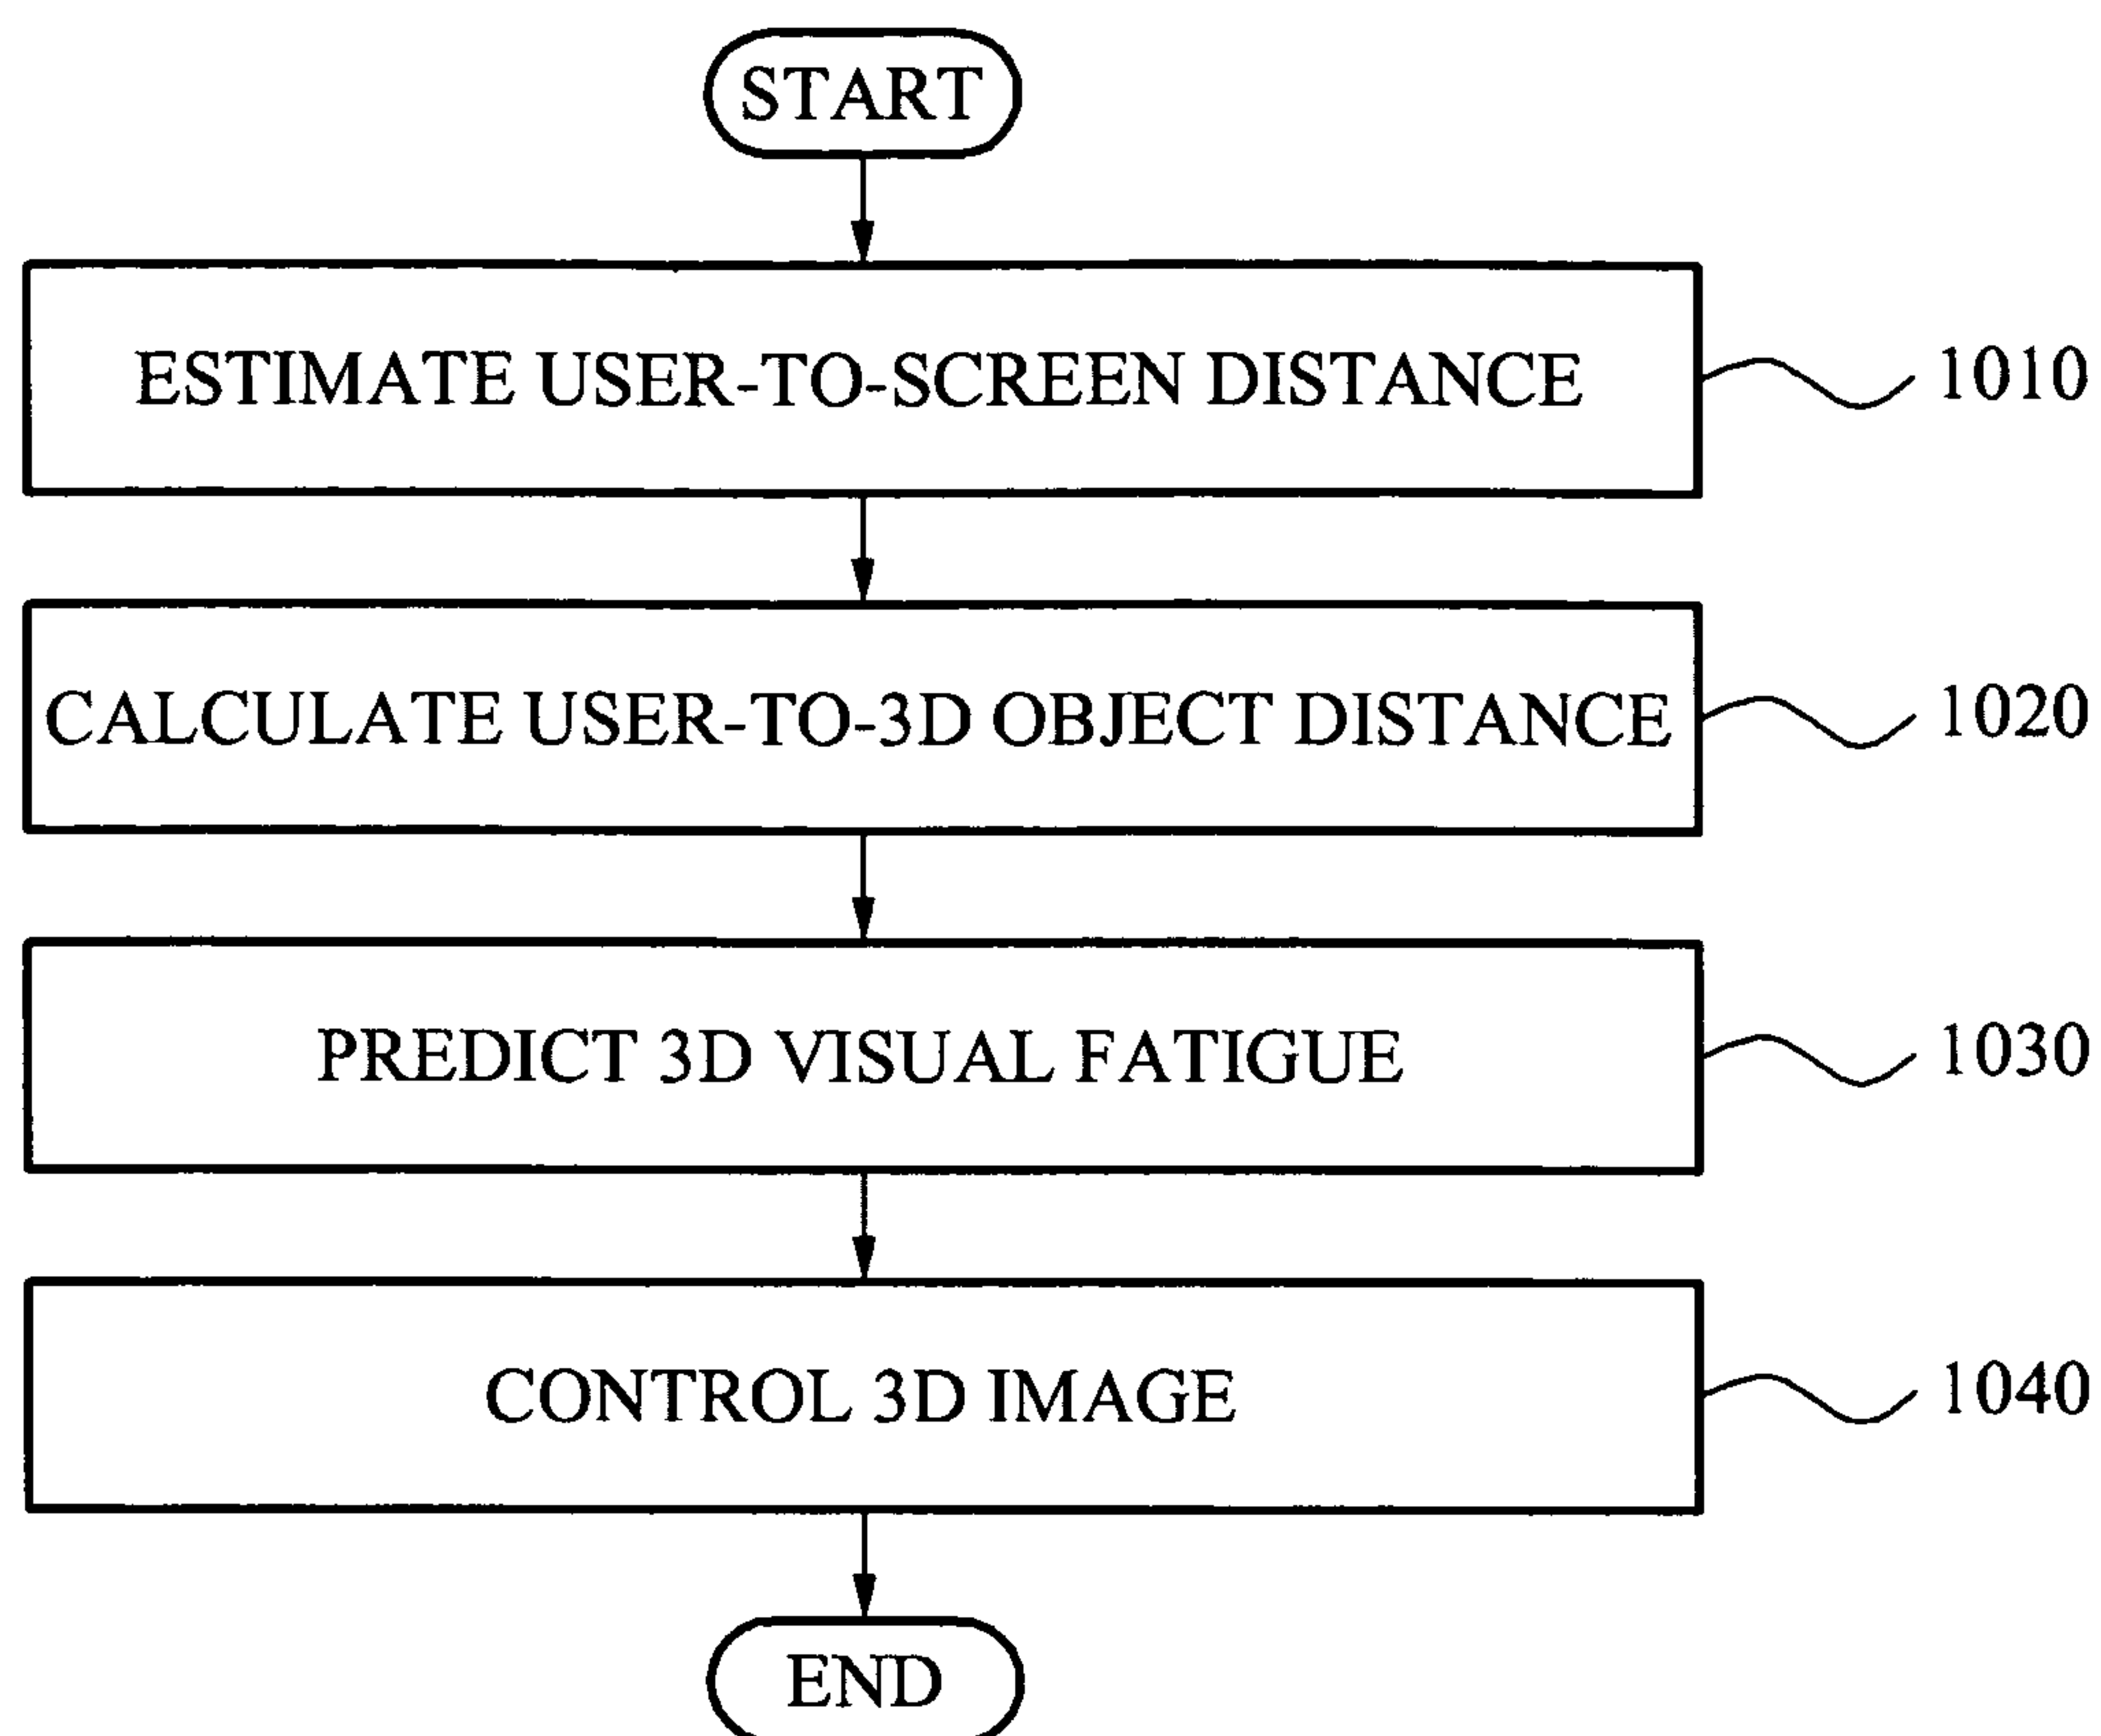 START
ESTIMATE USER-TO-SCREEN DISTANCE
1010
CALCULATE USER-TO-3D OBJECT DISTANCE
1020
PREDICT 3D VISUAL FATIGUE
1030
CONTROL 3D IMAGE
1040
END